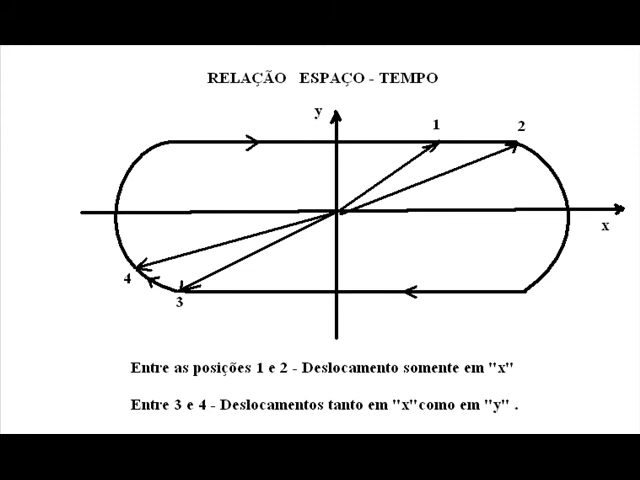 RELAÇÃO ESPAÇO - TEMPO
y
1
2
x
4
3
Entre as posições 1 e 2 - Deslocamento somente em "x"
Entre 3 e 4 - Deslocamentos tanto em "x"como em "y" .